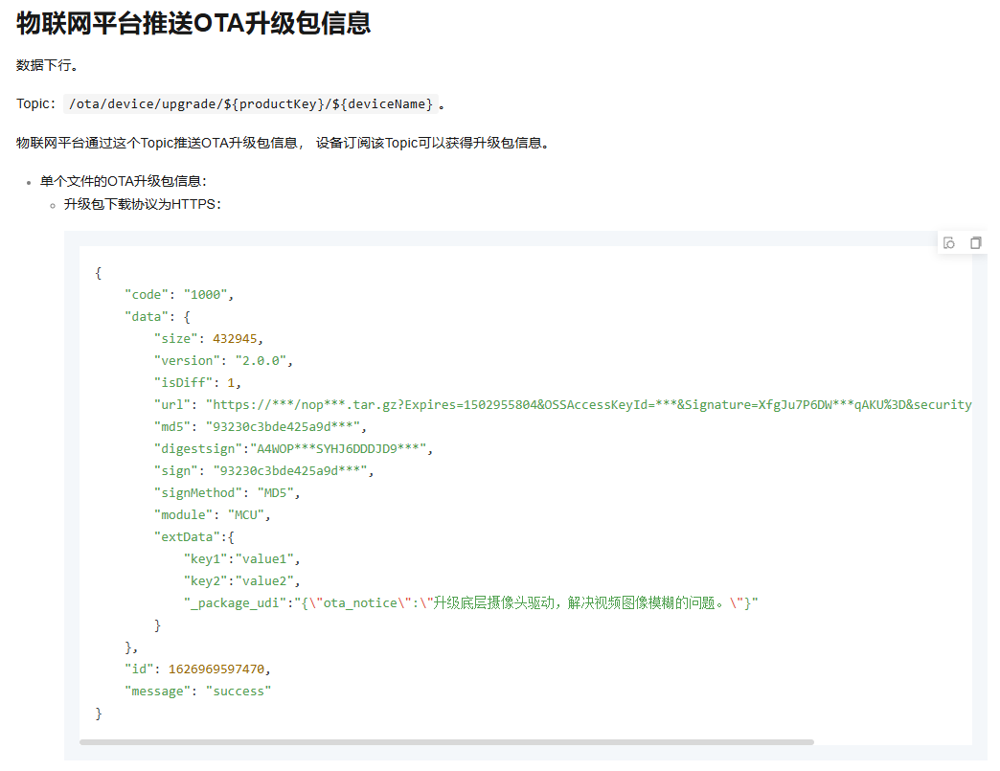 物联网平台推送OTA升级包信息
数据下行。
Topic： /ota/device/upgrade/${productKey}/${deviceName} 。
物联网平台通过这个Topic推送OTA升级包信息， 设备订阅该Topic可以获得升级包信息。
单个文件的OTA升级包信息：
升级包下载协议为HTTPS：
{
    "code": "1000",
    "data": {
        "size": 432945,
        "version": "2.0.0",
        "isDiff": 1,
        "url": "https://***/nop***.tar.gz?Expires=1502955804&OSSAccessKeyId=***&Signature=XfgJu7P6DW***qAKU%3D&security
        "md5": "93230c3bde425a9d***",
        "digestsign":"A4WOP***SYHJ6DDDJD9***",
        "sign": "93230c3bde425a9d***",
        "signMethod": "MD5",
        "module": "MCU",
        "extData":{
            "key1":"value1",
            "key2":"value2",
            "_package_udi":"{\"ota_notice\":\"升级底层摄像头驱动，解决视频图像模糊的问题。\"}"
        }
    },
    "id": 1626969597470,
    "message": "success"
}